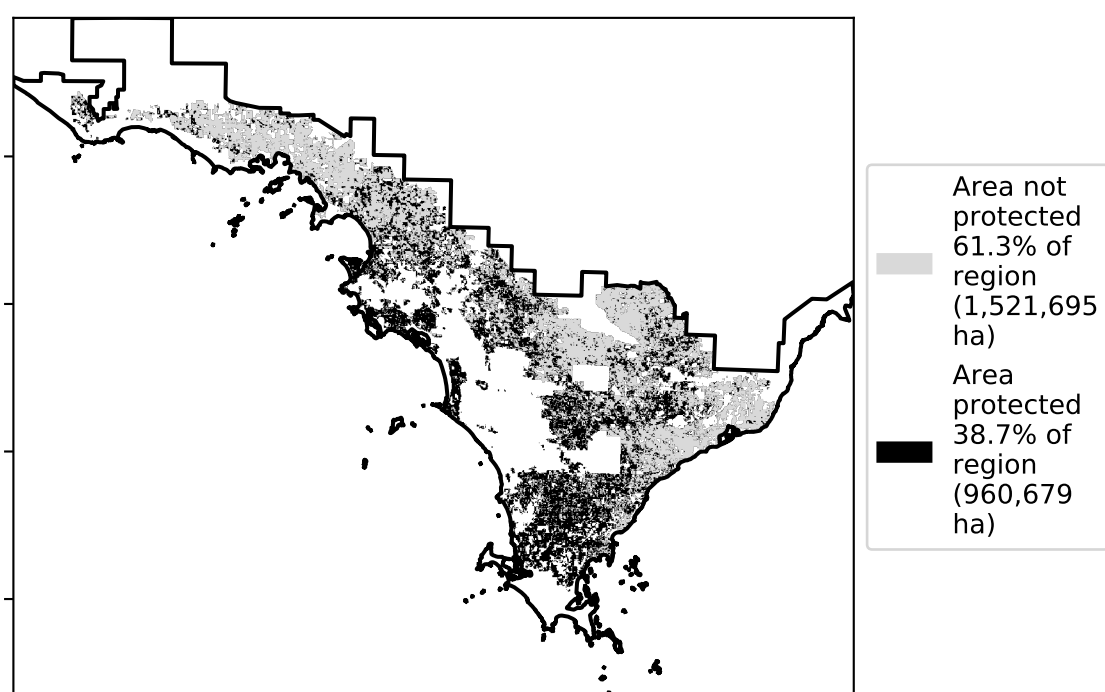 Area not
protected
61.3% of
region
(1,521,695
ha)
Area
protected
38.7% of
region
(960,679
ha)